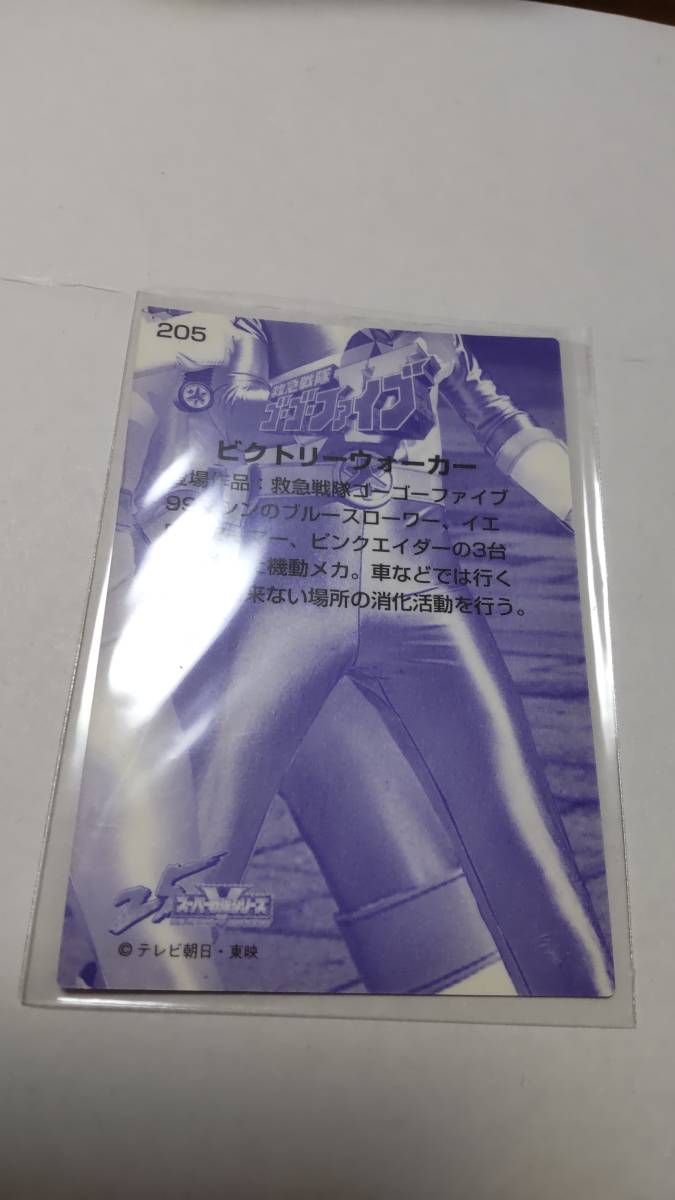 205
救急戦隊
ゴーゴーファイブ
ビクトリーウォーカー
登場作品:救急戦隊ゴーゴーファイブ
99 ンのブルースローワー、イエ
マー、ピンクエイダーの3台
機動メカ。車などでは行く
来ない場所の消化活動を行う。
25
スーパー戦隊シリーズ
©テレビ朝日・東映